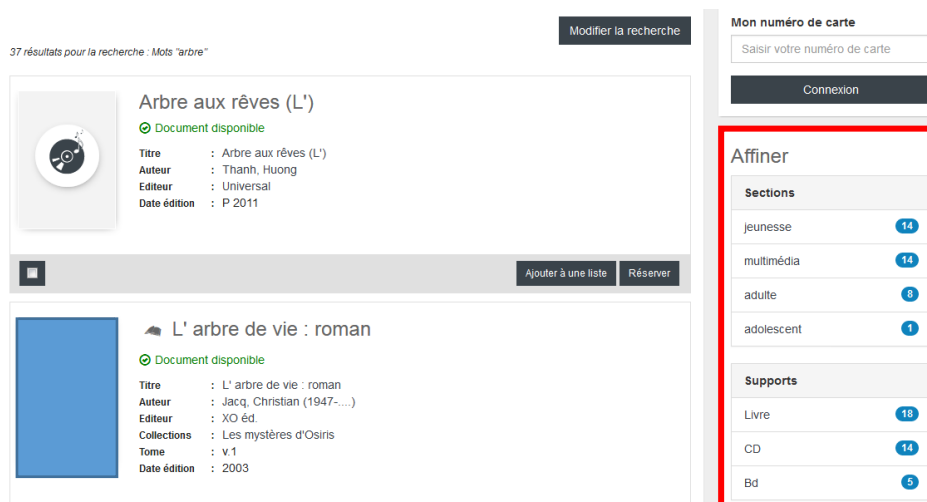 Modifier la recherche
37 résultats pour la recherche : Mots "arbre"
Arbre aux rêves (L')
Document disponible
Titre : Arbre aux rêves (L')
Auteur : Thanh, Huong
Editeur : Universal
Date édition : P 2011
Ajouter à une liste Réserver
L' arbre de vie : roman
Document disponible
Titre : L' arbre de vie : roman
Auteur : Jacq, Christian (1947-....)
Editeur : XO éd.
Collections : Les mystères d'Osiris
Tome : v.1
Date édition : 2003
Mon numéro de carte
Saisir votre numéro de carte
Connexion
Affiner
Sections
jeunesse 14
multimédia 14
adulte 8
adolescent 1
Supports
Livre 18
CD 14
Bd 5